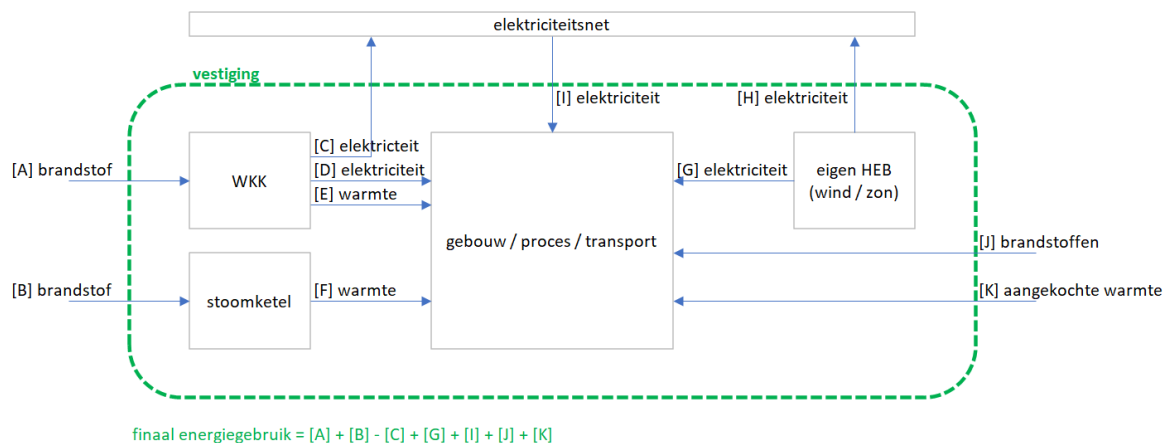 elektriciteitsnet
vestiging
[I] elektriciteit
[H] elektriciteit
[C] elektricteit
[A] brandstof
WKK
[D] elektriciteit
[G] elektriciteit
eigen HEB
(wind / zon)
[E] warmte
gebouw / proces / transport
[J] brandstoffen
[B] brandstof
stoomketel
[F] warmte
[K] aangekochte warmte
finaal energiegebruik = [A] + [B] - [C] + [G] + [I] + [J] + [K]